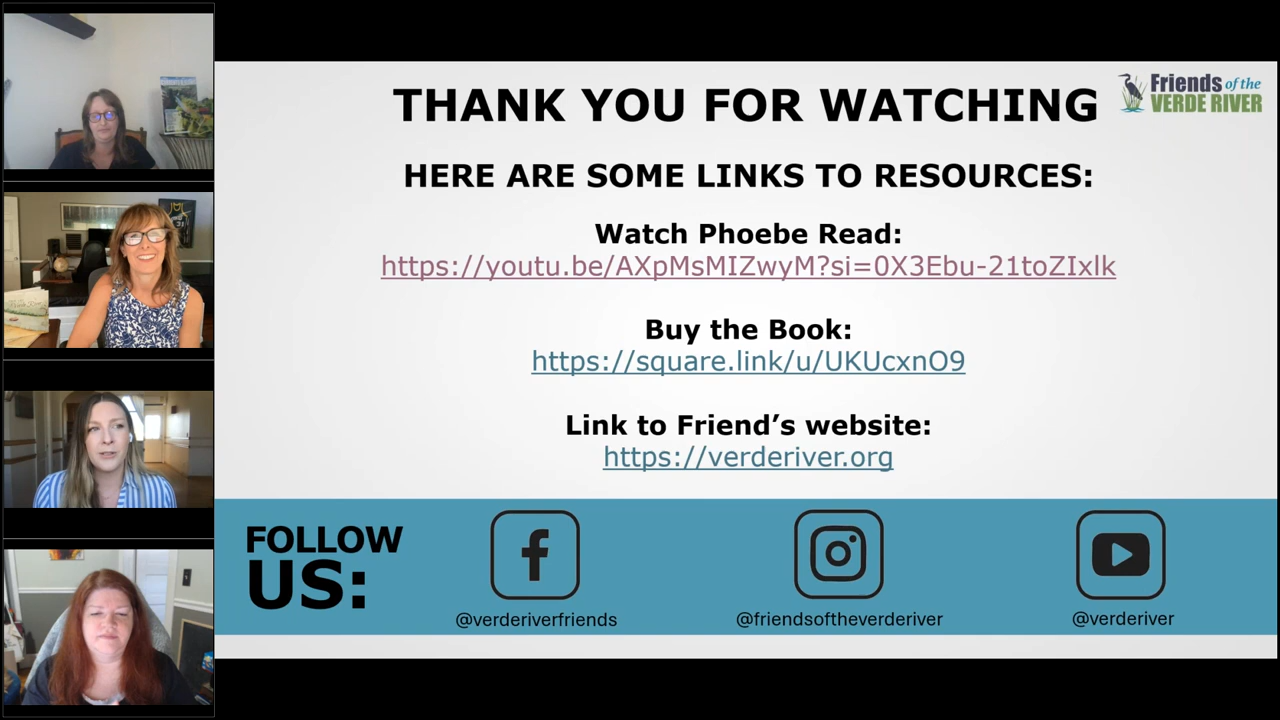 THANK YOU FOR WATCHING
Friends of the
VERDE RIVER
HERE ARE SOME LINKS TO RESOURCES:
Watch Phoebe Read:
https://youtu.be/AXpMsMIZwyM?si=0X3Ebu-21toZIxlk
Buy the Book:
https://square.link/u/UKUcxnO9
Link to Friend’s website:
https://verderiver.org
FOLLOW
US:
@verderiverfriends
@friendsoftheverderiver
@verderiver